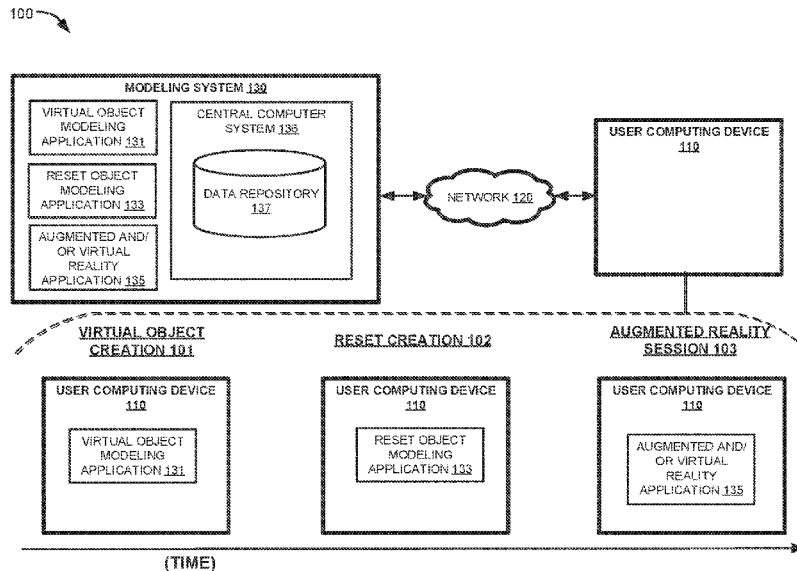 100
MODELING SYSTEM 130
VIRTUAL OBJECT
MODELING
APPLICATION 131
RESET OBJECT
MODELING
APPLICATION 133
AUGMENTED AND/
OR VIRTUAL
REALITY
APPLICATION 135
CENTRAL COMPUTER
SYSTEM 136
DATA REPOSITORY
137
NETWORK 120
USER COMPUTING DEVICE
110
VIRTUAL OBJECT
CREATION 101
RESET CREATION 102
AUGMENTED REALITY
SESSION 103
USER COMPUTING DEVICE
110
VIRTUAL OBJECT
MODELING
APPLICATION 131
USER COMPUTING DEVICE
110
RESET OBJECT
MODELING
APPLICATION 133
USER COMPUTING DEVICE
110
AUGMENTED AND/
OR VIRTUAL
REALITY
APPLICATION 135
(TIME)